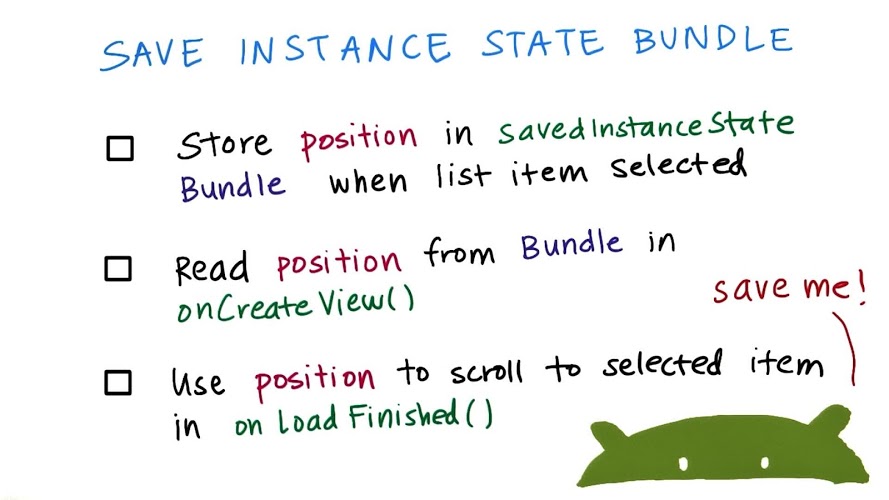 SAVE INSTANCE STATE BUNDLE
Store position in savedInstanceState
Bundle when list item selected
Read position from Bundle in
onCreateView()
save me!
Use position to scroll to selected item
in onLoadFinished()